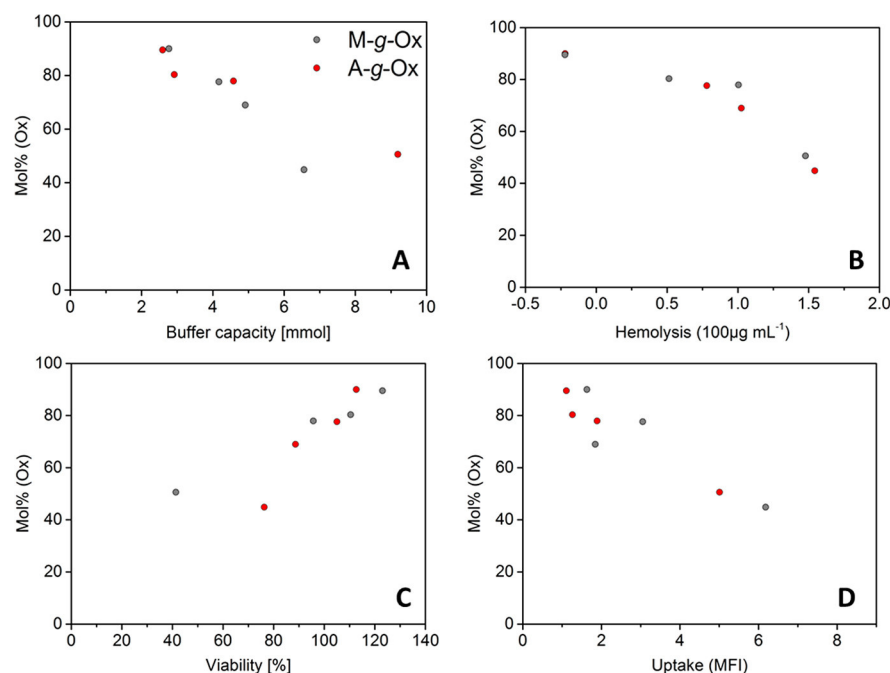 100
80
60
40
20
0
Mol% (Ox)
M-g-Ox
A-g-Ox
A
0 2 4 6 8 10
Buffer capacity [mmol]
100
80
60
40
20
0
Mol% (Ox)
B
-0.5 0.0 0.5 1.0 1.5 2.0
Hemolysis (100µg mL⁻¹)
100
80
60
40
20
0
Mol% (Ox)
C
0 20 40 60 80 100 120 140
Viability [%]
100
80
60
40
20
0
Mol% (Ox)
D
0 2 4 6 8
Uptake (MFI)